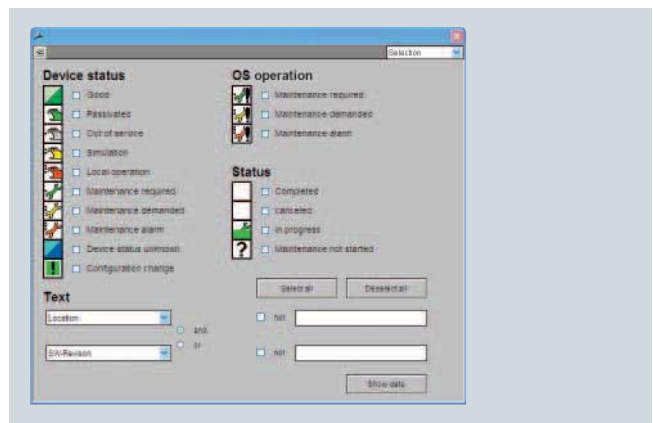 Selection
Device status
Good
Passivated
Out of service
Simulation
Local operation
Maintenance required
Maintenance demanded
Maintenance alarm
Device status unknown
Configuration change
OS operation
Maintenance required
Maintenance demanded
Maintenance alarm
Status
Completed
canceled
In progress
? Maintenance not started
Select all
Deselect all
Text
Location
and
or
not
SW-Revision
not
Show data